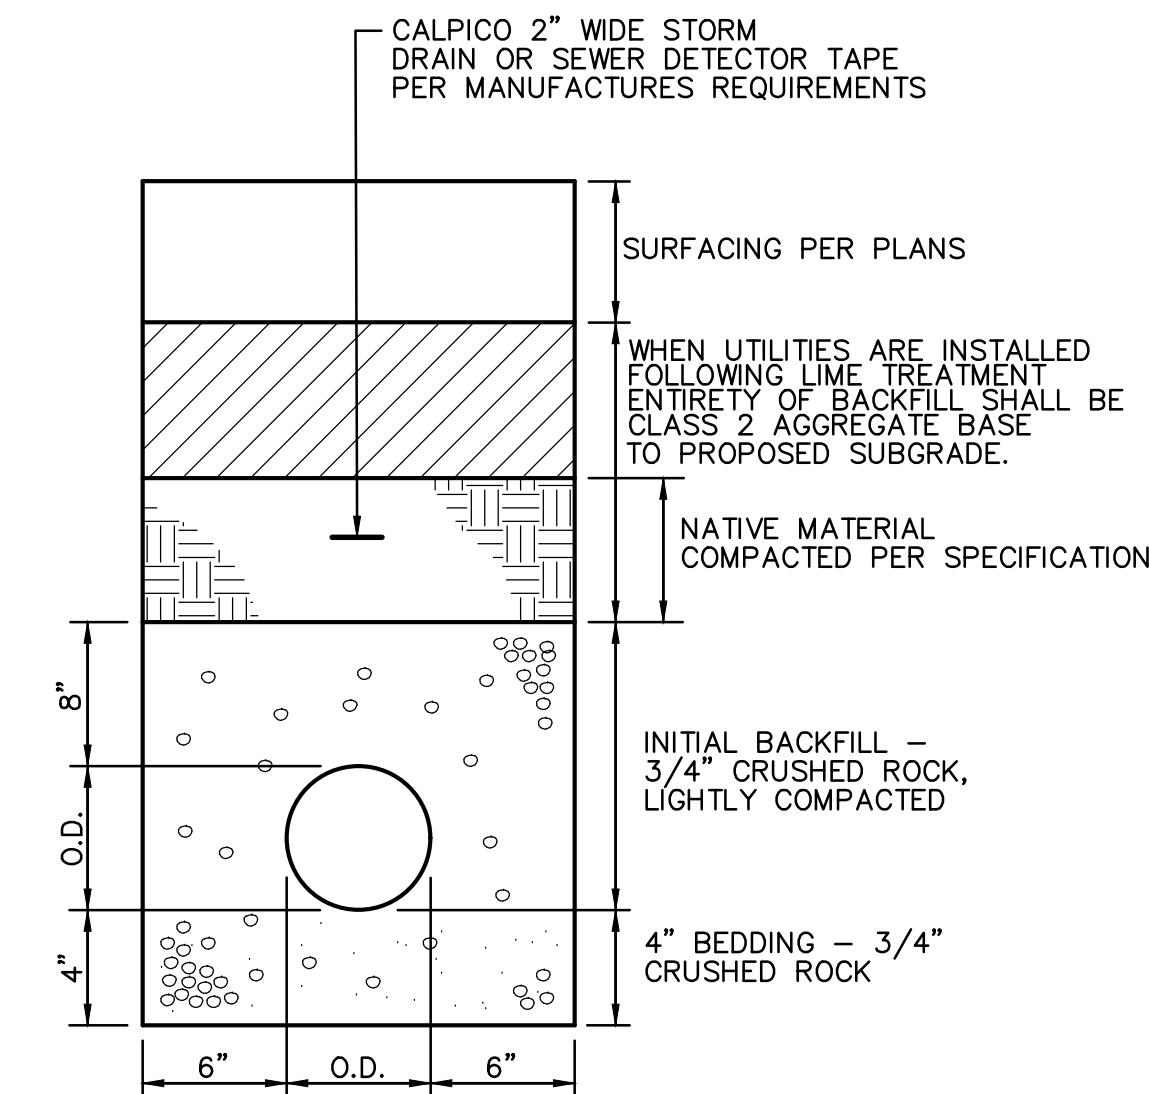 CALPICO 2” WIDE STORM
DRAIN OR SEWER DETECTOR TAPE
PER MANUFACTURES REQUIREMENTS
SURFACING PER PLANS
WHEN UTILITIES ARE INSTALLED
FOLLOWING LIME TREATMENT
ENTIRETY OF BACKFILL SHALL BE
CLASS 2 AGGREGATE BASE
TO PROPOSED SUBGRADE.
NATIVE MATERIAL
COMPACTED PER SPECIFICATION
8”
INITIAL BACKFILL –
3/4” CRUSHED ROCK,
LIGHTLY COMPACTED
O.D.
4”
4” BEDDING – 3/4”
CRUSHED ROCK
6”
O.D.
6”